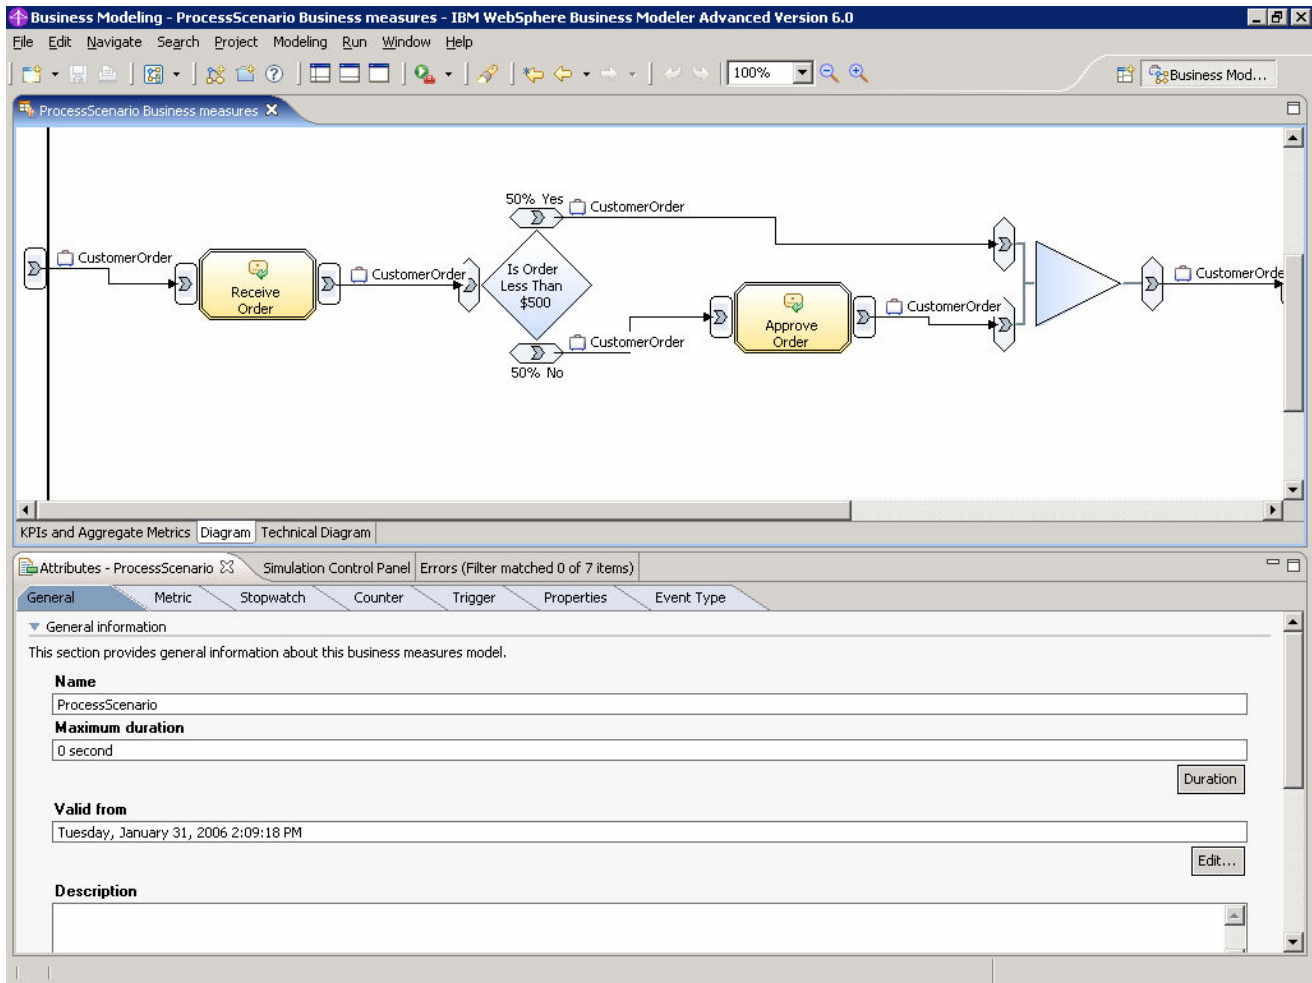 Business Modeling - ProcessScenario Business measures - IBM WebSphere Business Modeler Advanced Version 6.0
File Edit Navigate Search Project Modeling Run Window Help
100%
Business Mod...
ProcessScenario Business measures
50% Yes
CustomerOrder
CustomerOrder
Receive
Order
CustomerOrder
Is Order
Less Than
$500
CustomerOrder
50% No
Approve
Order
CustomerOrder
CustomerOrde
KPIs and Aggregate Metrics Diagram Technical Diagram
Attributes - ProcessScenario Simulation Control Panel Errors (Filter matched 0 of 7 items)
General Metric Stopwatch Counter Trigger Properties Event Type
General information
This section provides general information about this business measures model.
Name
ProcessScenario
Maximum duration
0 second
Duration
Valid from
Tuesday, January 31, 2006 2:09:18 PM
Edit...
Description